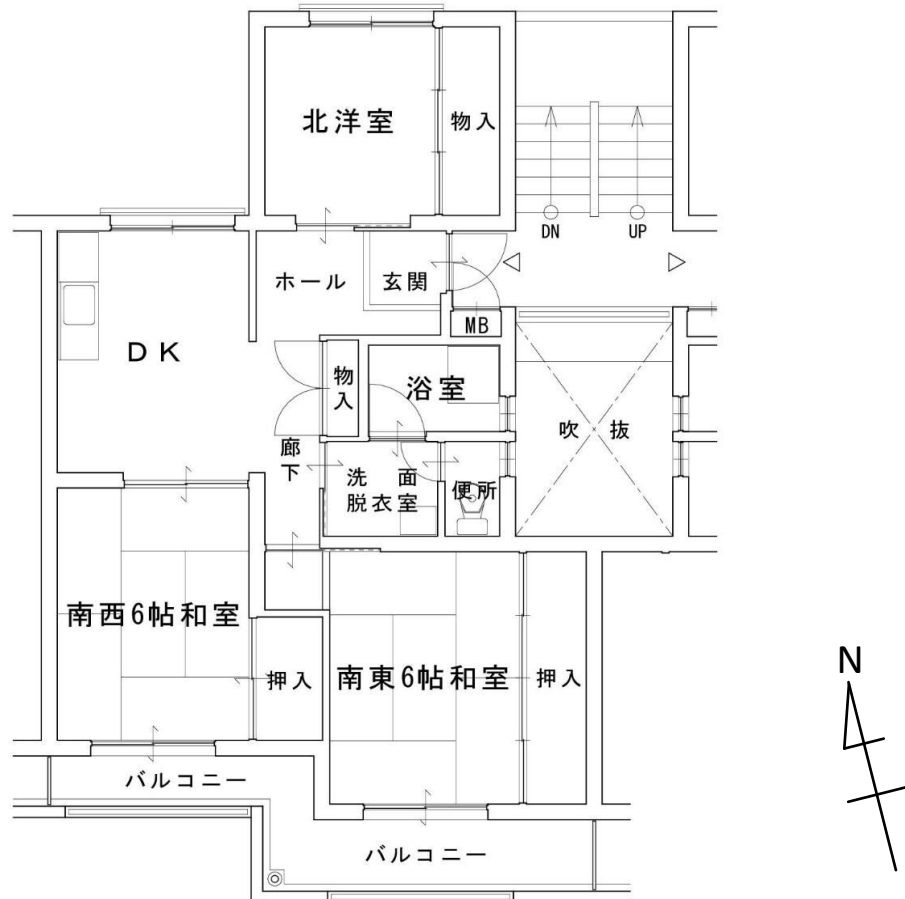 北洋室
物入
DN
UP
ホール
玄関
MB
DK
物入
浴室
吹抜
廊下
洗面
脱衣室
便所
南西6帖和室
押入
南東6帖和室
押入
N
バルコニー
バルコニー